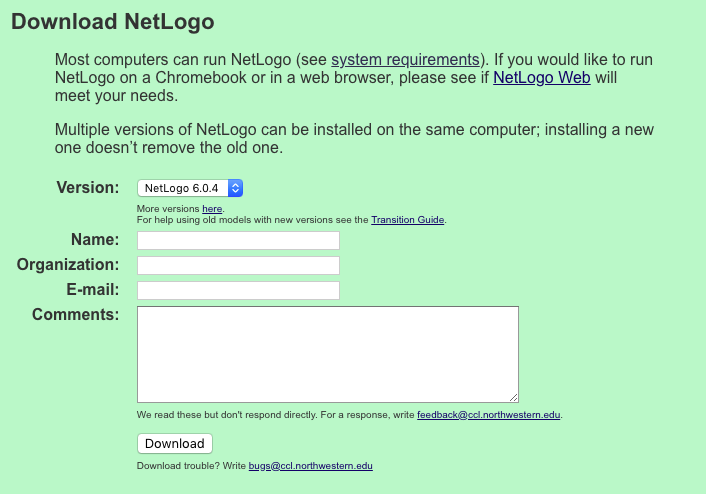 Download NetLogo
Most computers can run NetLogo (see system requirements). If you would like to run
NetLogo on a Chromebook or in a web browser, please see if NetLogo Web will
meet your needs.
Multiple versions of NetLogo can be installed on the same computer; installing a new
one doesn't remove the old one.
Version: NetLogo 6.0.4
More versions here.
For help using old models with new versions see the Transition Guide.
Name:
Organization:
E-mail:
Comments:
We read these but don't respond directly. For a response, write feedback@ccl.northwestern.edu.
Download
Download trouble? Write bugs@ccl.northwestern.edu